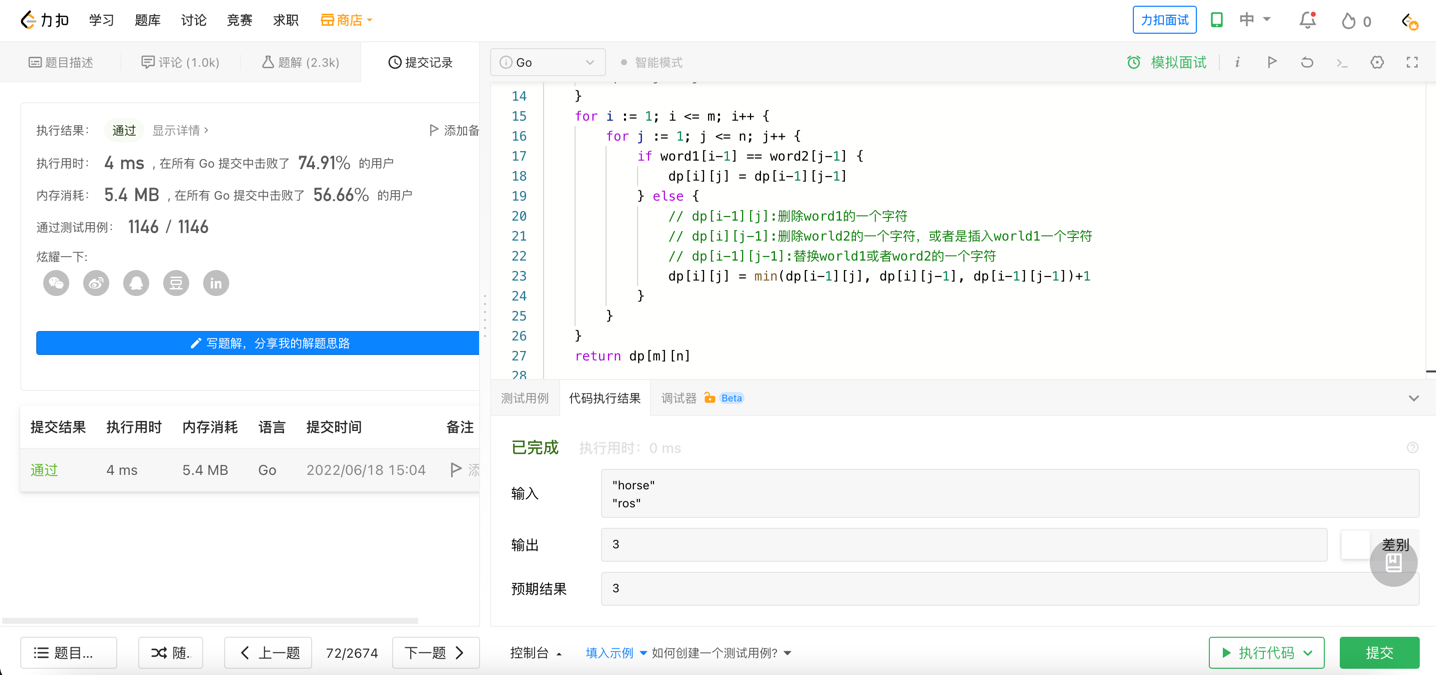 力扣 学习 题库 讨论 竞赛 求职 商店 力扣面试 中 0
题目描述 评论 (1.0k) 题解 (2.3k) 提交记录
执行结果： 通过 显示详情 › 添加备
执行用时： 4 ms , 在所有 Go 提交中击败了 74.91% 的用户
内存消耗： 5.4 MB , 在所有 Go 提交中击败了 56.66% 的用户
通过测试用例： 1146 / 1146
炫耀一下:
豆 in
写题解，分享我的解题思路
提交结果 执行用时 内存消耗 语言 提交时间 备注
通过 4 ms 5.4 MB Go 2022/06/18 15:04 添
题目... 随. 上一题 72/2674 下一题
i Go 智能模式 模拟面试 i
14 }
15 for i := 1; i <= m; i++ {
16 for j := 1; j <= n; j++ {
17 if word1[i-1] == word2[j-1] {
18 dp[i][j] = dp[i-1][j-1]
19 } else {
20 // dp[i-1][j]:删除word1的一个字符
21 // dp[i][j-1]:删除world2的一个字符，或者是插入world1一个字符
22 // dp[i-1][j-1]:替换world1或者word2的一个字符
23 dp[i][j] = min(dp[i-1][j], dp[i][j-1], dp[i-1][j-1])+1
24 }
25 }
26 }
27 return dp[m][n]
28
测试用例 代码执行结果 调试器 Beta
已完成 执行用时：0 ms
输入 "horse"
"ros"
输出 3 差别
预期结果 3
控制台 填入示例 如何创建一个测试用例? 执行代码 提交